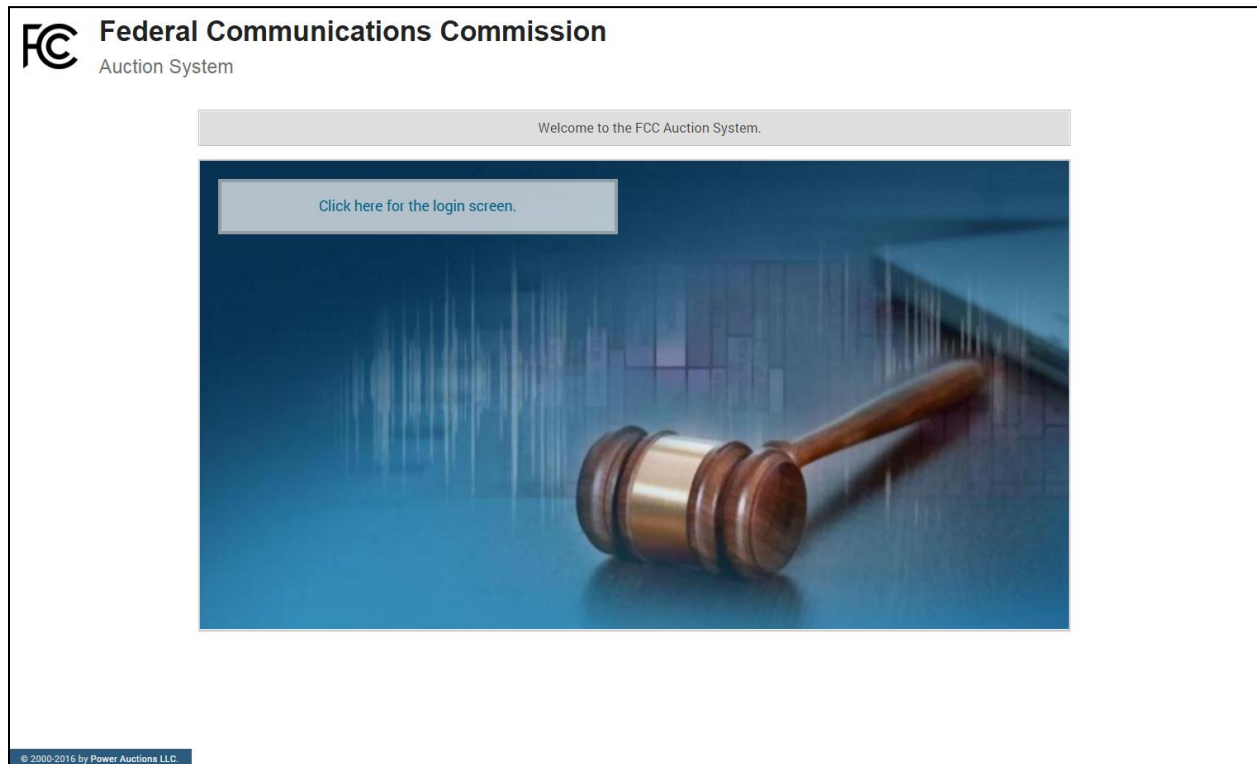 FCC
Federal Communications Commission
Auction System
Welcome to the FCC Auction System.
Click here for the login screen.
© 2000-2016 by Power Auctions LLC.